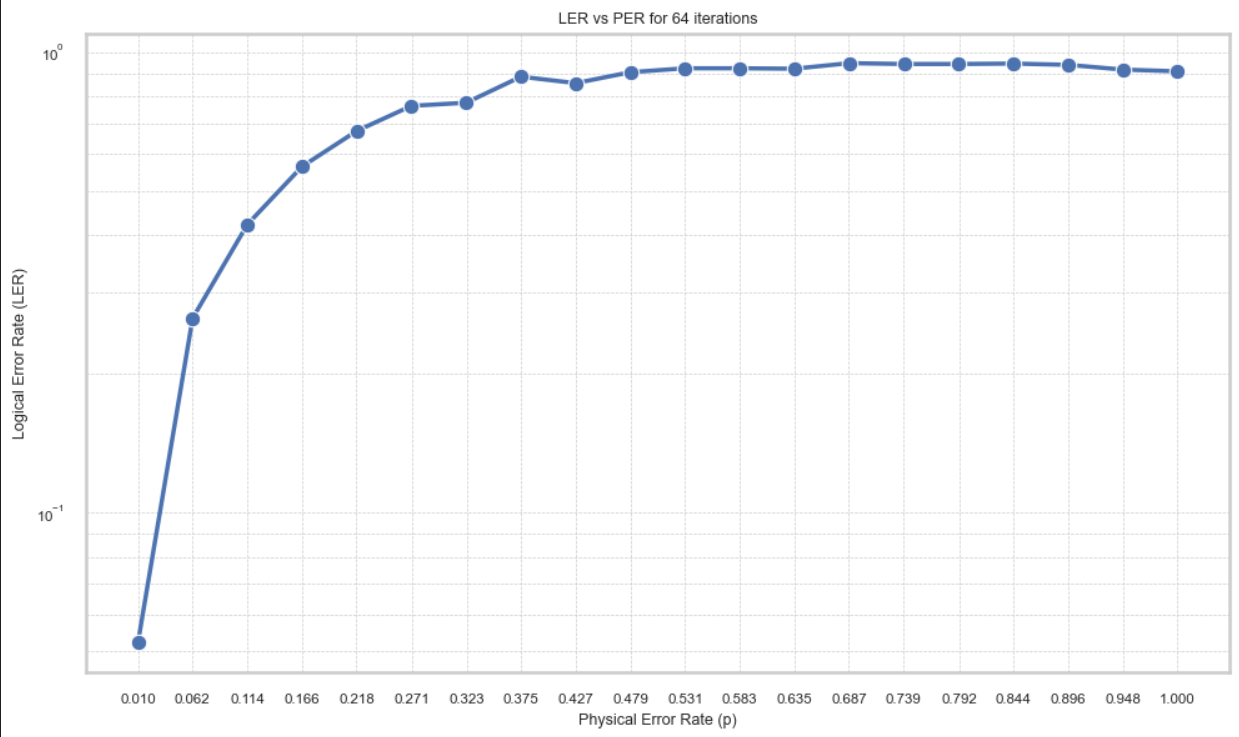 LER vs PER for 64 iterations
10⁰
10⁻¹
Logical Error Rate (LER)
0.010 0.062 0.114 0.166 0.218 0.271 0.323 0.375 0.427 0.479 0.531 0.583 0.635 0.687 0.739 0.792 0.844 0.896 0.948 1.000
Physical Error Rate (p)